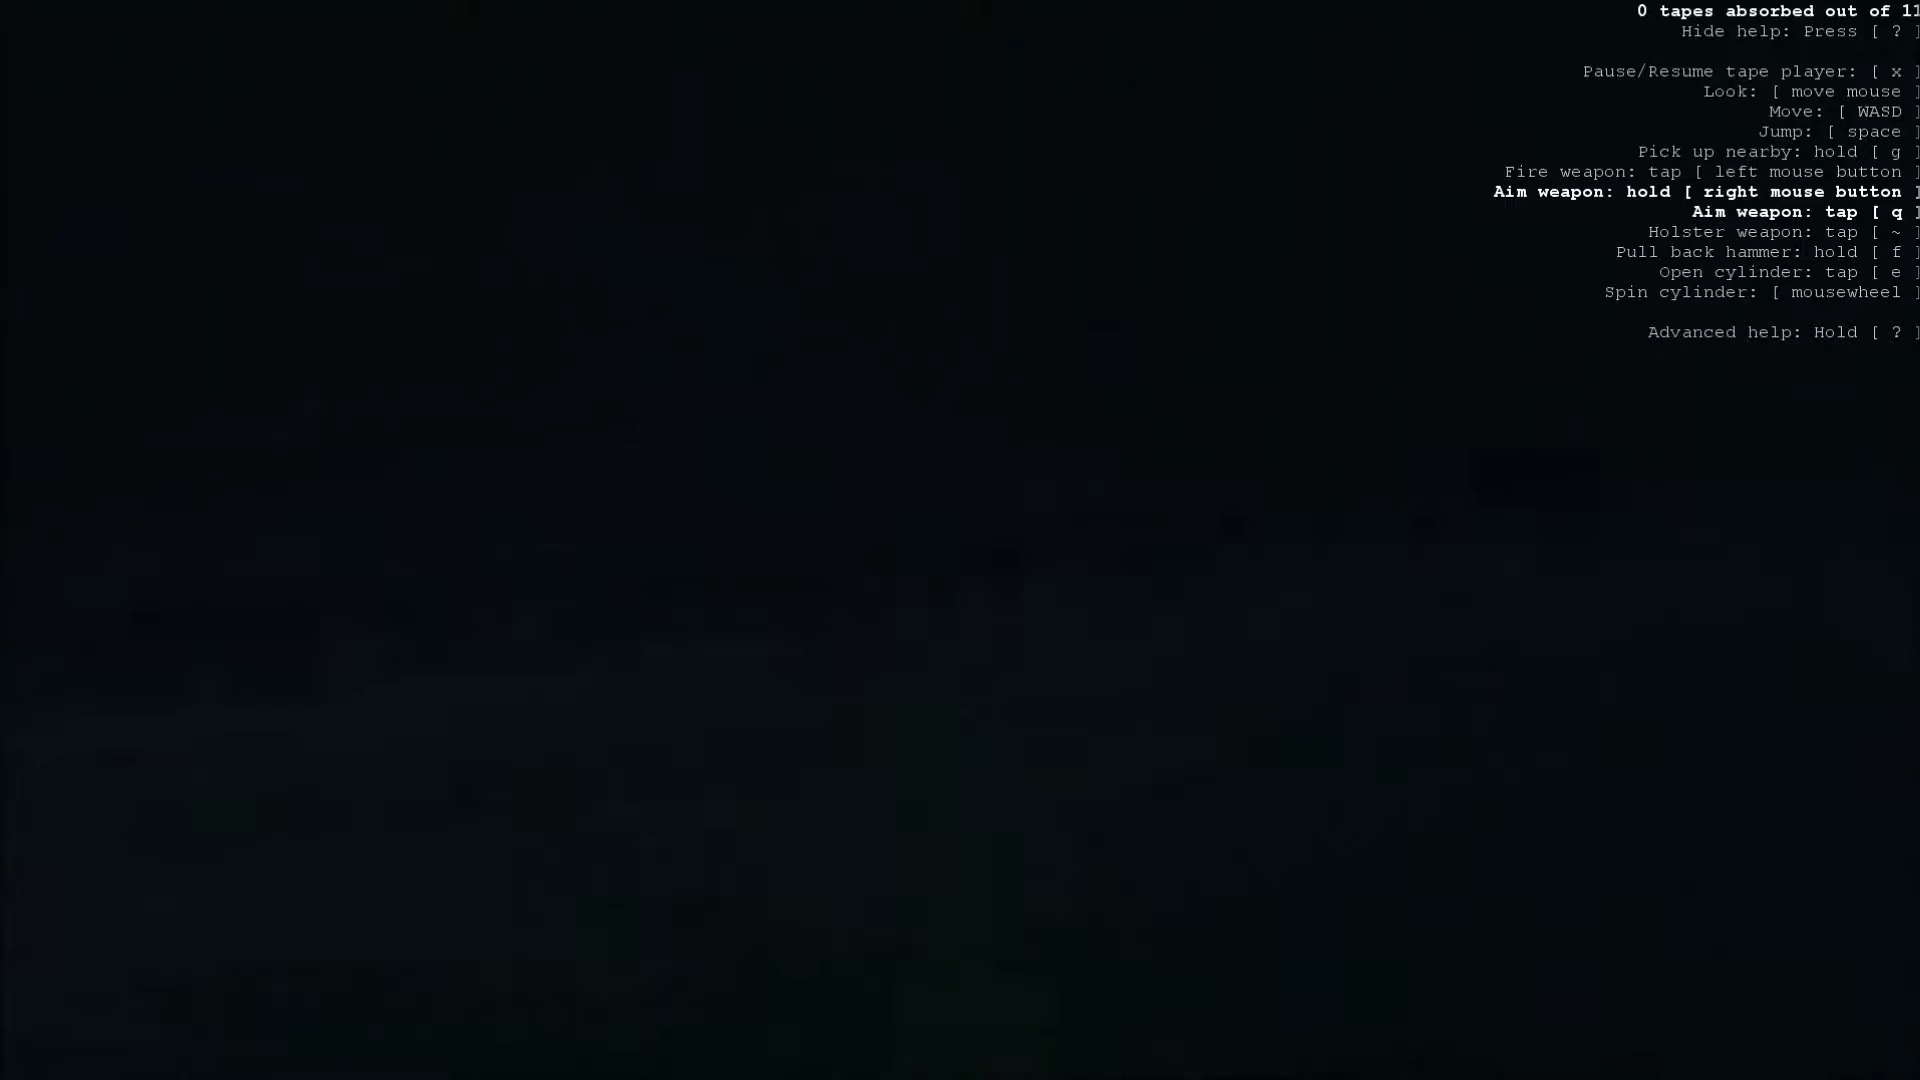 0 tapes absorbed out of 11
Hide help: Press [ ? ]
Pause/Resume tape player: [ x ]
Look: [ move mouse ]
Move: [ WASD ]
Jump: [ space ]
Pick up nearby: hold [ g ]
Fire weapon: tap [ left mouse button ]
Aim weapon: hold [ right mouse button ]
Aim weapon: tap [ q ]
Holster weapon: tap [ ~ ]
Pull back hammer: hold [ f ]
Open cylinder: tap [ e ]
Spin cylinder: [ mousewheel ]
Advanced help: Hold [ ? ]